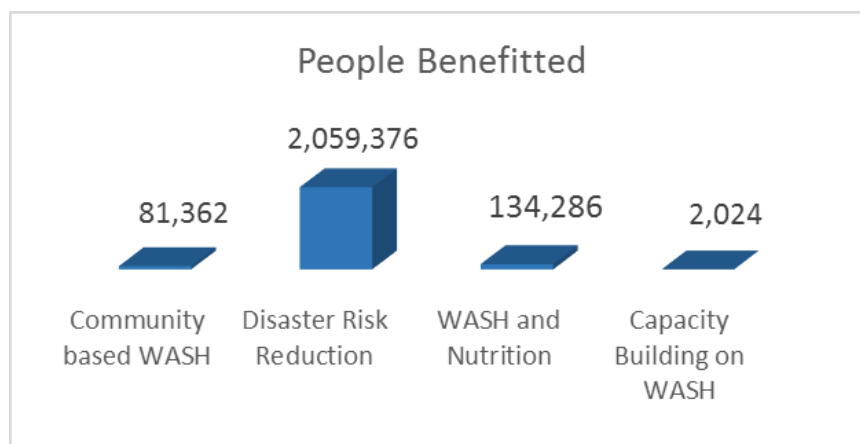 People Benefitted
2,059,376
81,362
134,286
2,024
Community
based WASH
Disaster Risk
Reduction
WASH and
Nutrition
Capacity
Building on
WASH